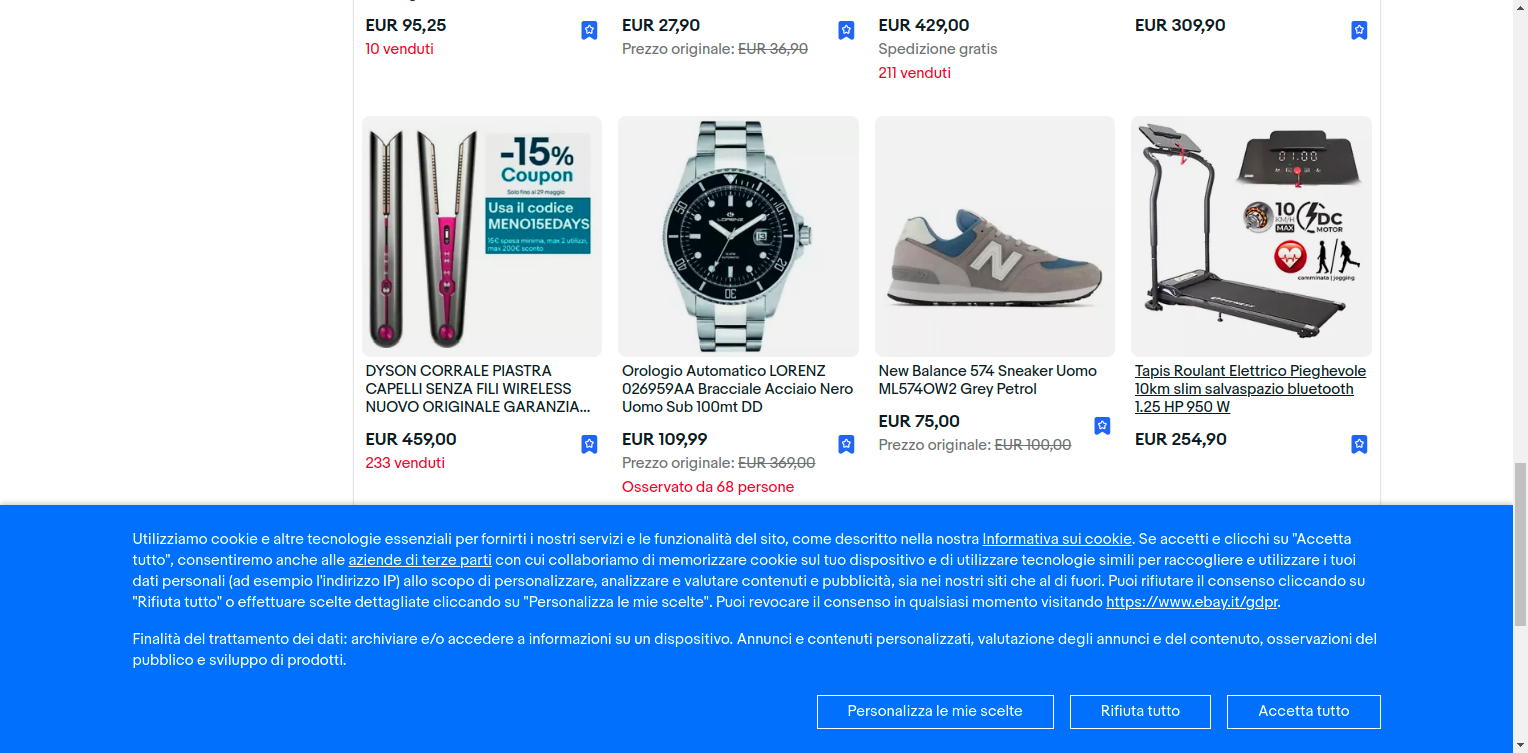 EUR 95,25
10 venduti
EUR 27,90
Prezzo originale: EUR 36,90
EUR 429,00
Spedizione gratis
211 venduti
EUR 309,90
-15%
Coupon
Solo fino al 29 maggio
Usa il codice
MENO15EDAYS
15€ spesa minima, max 2 utilizzi,
max 200€ sconto
DYSON CORRALE PIASTRA
CAPELLI SENZA FILI WIRELESS
NUOVO ORIGINALE GARANZIA...
EUR 459,00
233 venduti
LORENZ
Orologio Automatico LORENZ
026959AA Bracciale Acciaio Nero
Uomo Sub 100mt DD
EUR 109,99
Prezzo originale: EUR 369,00
Osservato da 68 persone
N
New Balance 574 Sneaker Uomo
ML574OW2 Grey Petrol
EUR 75,00
Prezzo originale: EUR 100,00
01:00
10
KM/H
MAX
DC
MOTOR
camminata | jogging
Tapis Roulant Elettrico Pieghevole
10km slim salvaspazio bluetooth
1.25 HP 950 W
EUR 254,90
Utilizziamo cookie e altre tecnologie essenziali per fornirti i nostri servizi e le funzionalità del sito, come descritto nella nostra Informativa sui cookie. Se accetti e clicchi su "Accetta
tutto", consentiremo anche alle aziende di terze parti con cui collaboriamo di memorizzare cookie sul tuo dispositivo e di utilizzare tecnologie simili per raccogliere e utilizzare i tuoi
dati personali (ad esempio l'indirizzo IP) allo scopo di personalizzare, analizzare e valutare contenuti e pubblicità, sia nei nostri siti che al di fuori. Puoi rifiutare il consenso cliccando su
"Rifiuta tutto" o effettuare scelte dettagliate cliccando su "Personalizza le mie scelte". Puoi revocare il consenso in qualsiasi momento visitando https://www.ebay.it/gdpr.
Finalità del trattamento dei dati: archiviare e/o accedere a informazioni su un dispositivo. Annunci e contenuti personalizzati, valutazione degli annunci e del contenuto, osservazioni del
pubblico e sviluppo di prodotti.
Personalizza le mie scelte
Rifiuta tutto
Accetta tutto